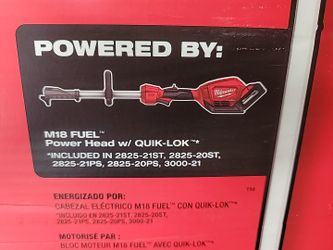 POWERED BY:
Milwaukee
M18 FUEL™
Power Head w/ QUIK-LOK™*
*INCLUDED IN 2825-21ST, 2825-20ST,
2825-21PS, 2825-20PS, 3000-21
ENERGIZADO POR:
CABEZAL ELÉCTRICO M18 FUEL™ CON QUIK-LOK™*
*INCLUIDO EN 2825-21ST, 2825-20ST,
2825-21PS, 2825-20PS, 3000-21
MOTORISÉ PAR :
BLOC MOTEUR M18 FUEL™ AVEC QUIK-LOK™*